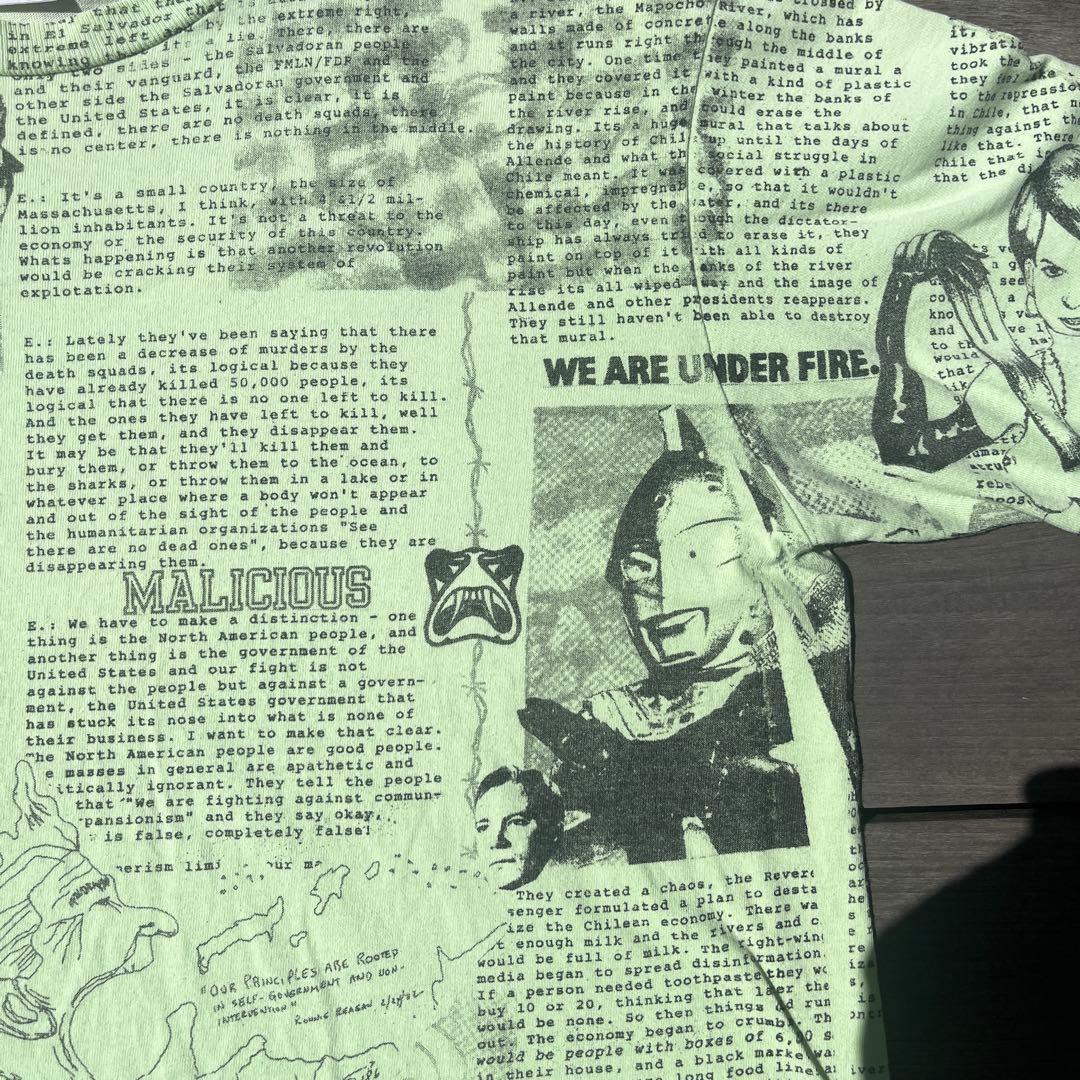 in El Salvador that the
extreme left and by the extreme right,
knowing it's a lie. There, there are
only two sides - the Salvadoran people
and their vanguard, the FMLN/FDR and the
other side the Salvadoran government and
the United States, it is clear, it is
defined, there are no death squads, there
is no center, there is nothing in the middle.
E.: It's a small country, the size of
Massachusetts, I think, with 4 &1/2 mil-
lion inhabitants. It's not a threat to the
economy or the security of this country.
Whats happening is that another revolution
would be cracking their system of
explotation.
E.: Lately they've been saying that there
has been a decrease of murders by the
death squads, its logical because they
have already killed 50,000 people, its
logical that there is no one left to kill.
And the ones they have left to kill, well
they get them, and they disappear them.
It may be that they'll kill them and
bury them, or throw them to the ocean, to
the sharks, or throw them in a lake or in
whatever place where a body won't appear
and out of the sight of the people and
the humanitarian organizations "See
there are no dead ones", because they are
disappearing them.
MALICIOUS
E.: We have to make a distinction - one
thing is the North American people, and
another thing is the government of the
United States and our fight is not
against the people but against a govern-
ment, the United States government that
has stuck its nose into what is none of
their business. I want to make that clear.
he North American people are good people.
e masses in general are apathetic and
itically ignorant. They tell the people
that "We are fighting against commun-
pansionism" and they say okay,
is false, completely false!
"OUR PRINCIPLES ARE ROOTED
IN SELF-GOVERNMENT AND NON-
INTERVENTION"
RONNIE REAGAN 2/24/82
crossed by
a river, the Mapocho River, which has
walls made of concrete along the banks
and it runs right through the middle of
the city. One time they painted a mural a
and they covered it with a kind of plastic
paint because in the winter the banks of
the river rise, and could erase the
drawing. Its a huge mural that talks about
the history of Chile up until the days of
Allende and what the social struggle in
Chile meant. It was covered with a plastic
chemical, impregnable, so that it wouldn't
be affected by the water, and its there
to this day, even though the dictator-
ship has always tried to erase it, they
paint on top of it with all kinds of
paint but when the banks of the river
rise its all wiped away and the image of
Allende and other presidents reappears.
They still haven't been able to destroy
that mural.
WE ARE UNDER FIRE.
They created a chaos, the Revere
senger formulated a plan to desta
ize the Chilean economy. There wa
t enough milk and the rivers and
would be full of milk. The right-wing
media began to spread disinformation.
If a person needed toothpaste they
buy 10 or 20, thinking that later the
would be none. So then things did run
out. The economy began to crumb
would be people with boxes of
in their house, and a black market
long food line
it,
vibrati
took the
they feel like
to the repression
in Chile, that
thing against the
like that. There
Chile that is
that the